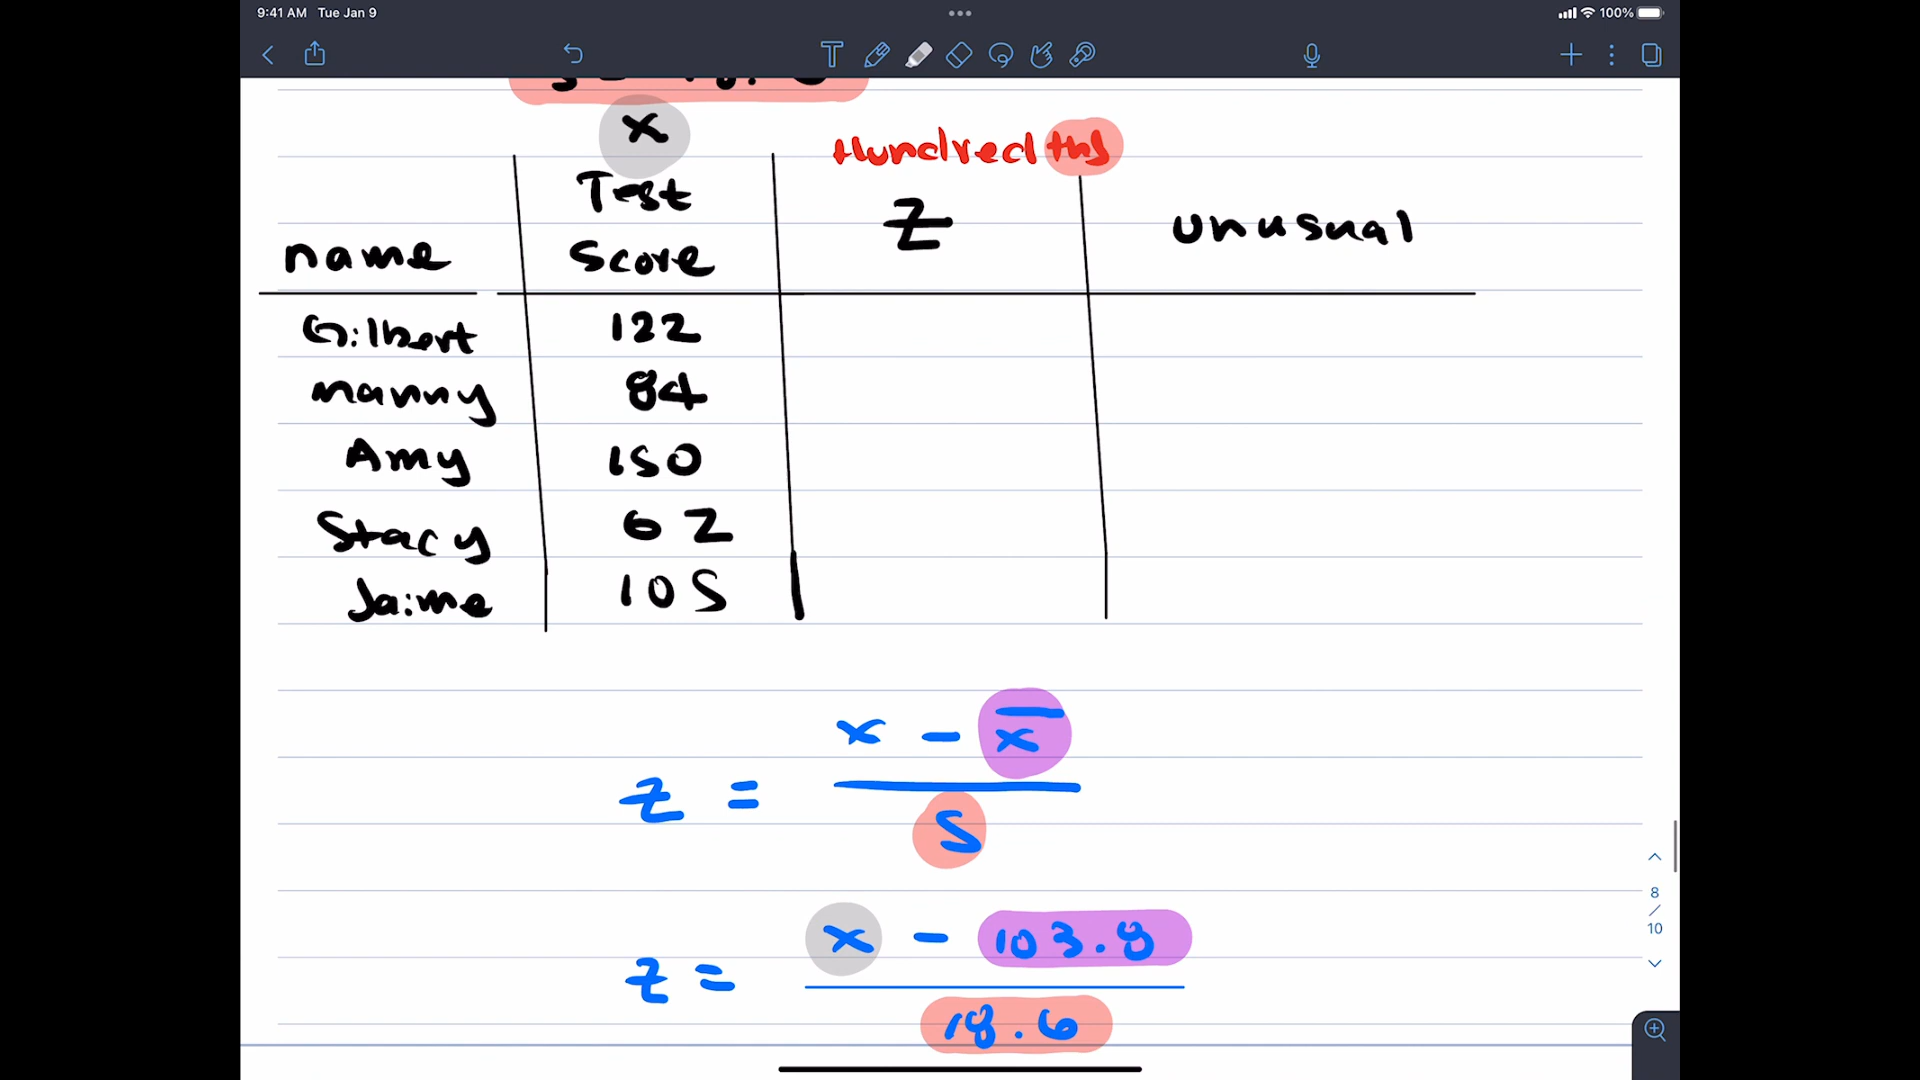 9:41 AM Tue Jan 9
100%
x
Hundredths
Test
Z
unusual
name
Score
Gilbert 122
manny 84
Amy 150
Stacy 62
Jaime 105
x - x̄
z =
s
8
/
10
x - 103.8
z =
18.6